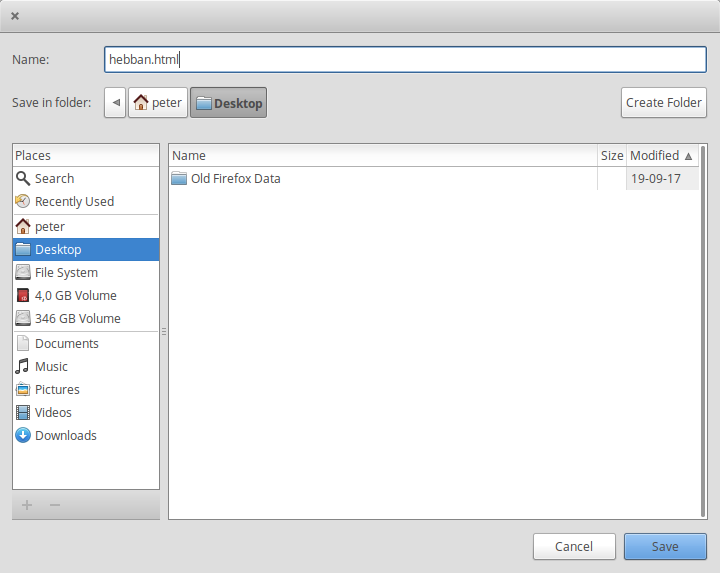 Name: hebban.html
Save in folder: peter Desktop Create Folder
Places
Search
Recently Used
peter
Desktop
File System
4,0 GB Volume
346 GB Volume
Documents
Music
Pictures
Videos
Downloads
Name Size Modified
Old Firefox Data 19-09-17
Cancel Save